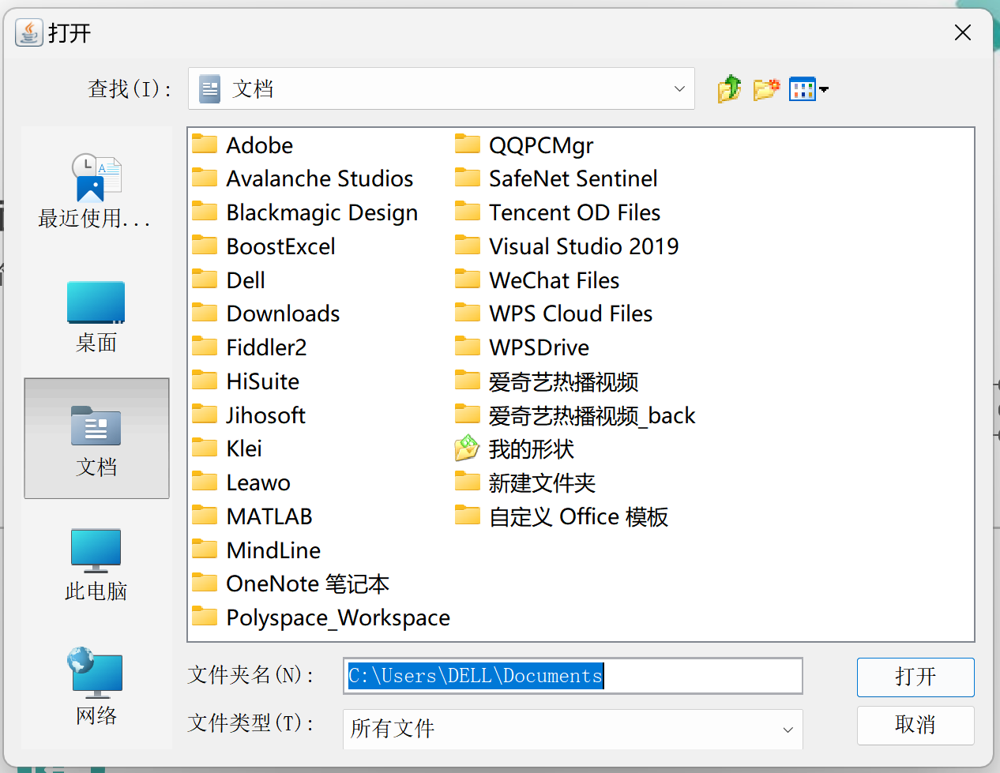 打开
查找(I):
文档
最近使用...
桌面
文档
此电脑
网络
Adobe
Avalanche Studios
Blackmagic Design
BoostExcel
Dell
Downloads
Fiddler2
HiSuite
Jihosoft
Klei
Leawo
MATLAB
MindLine
OneNote 笔记本
Polyspace_Workspace
QQPCMgr
SafeNet Sentinel
Tencent OD Files
Visual Studio 2019
WeChat Files
WPS Cloud Files
WPSDrive
爱奇艺热播视频
爱奇艺热播视频_back
我的形状
新建文件夹
自定义 Office 模板
文件夹名(N):
C:\Users\DELL\Documents
打开
文件类型(T):
所有文件
取消